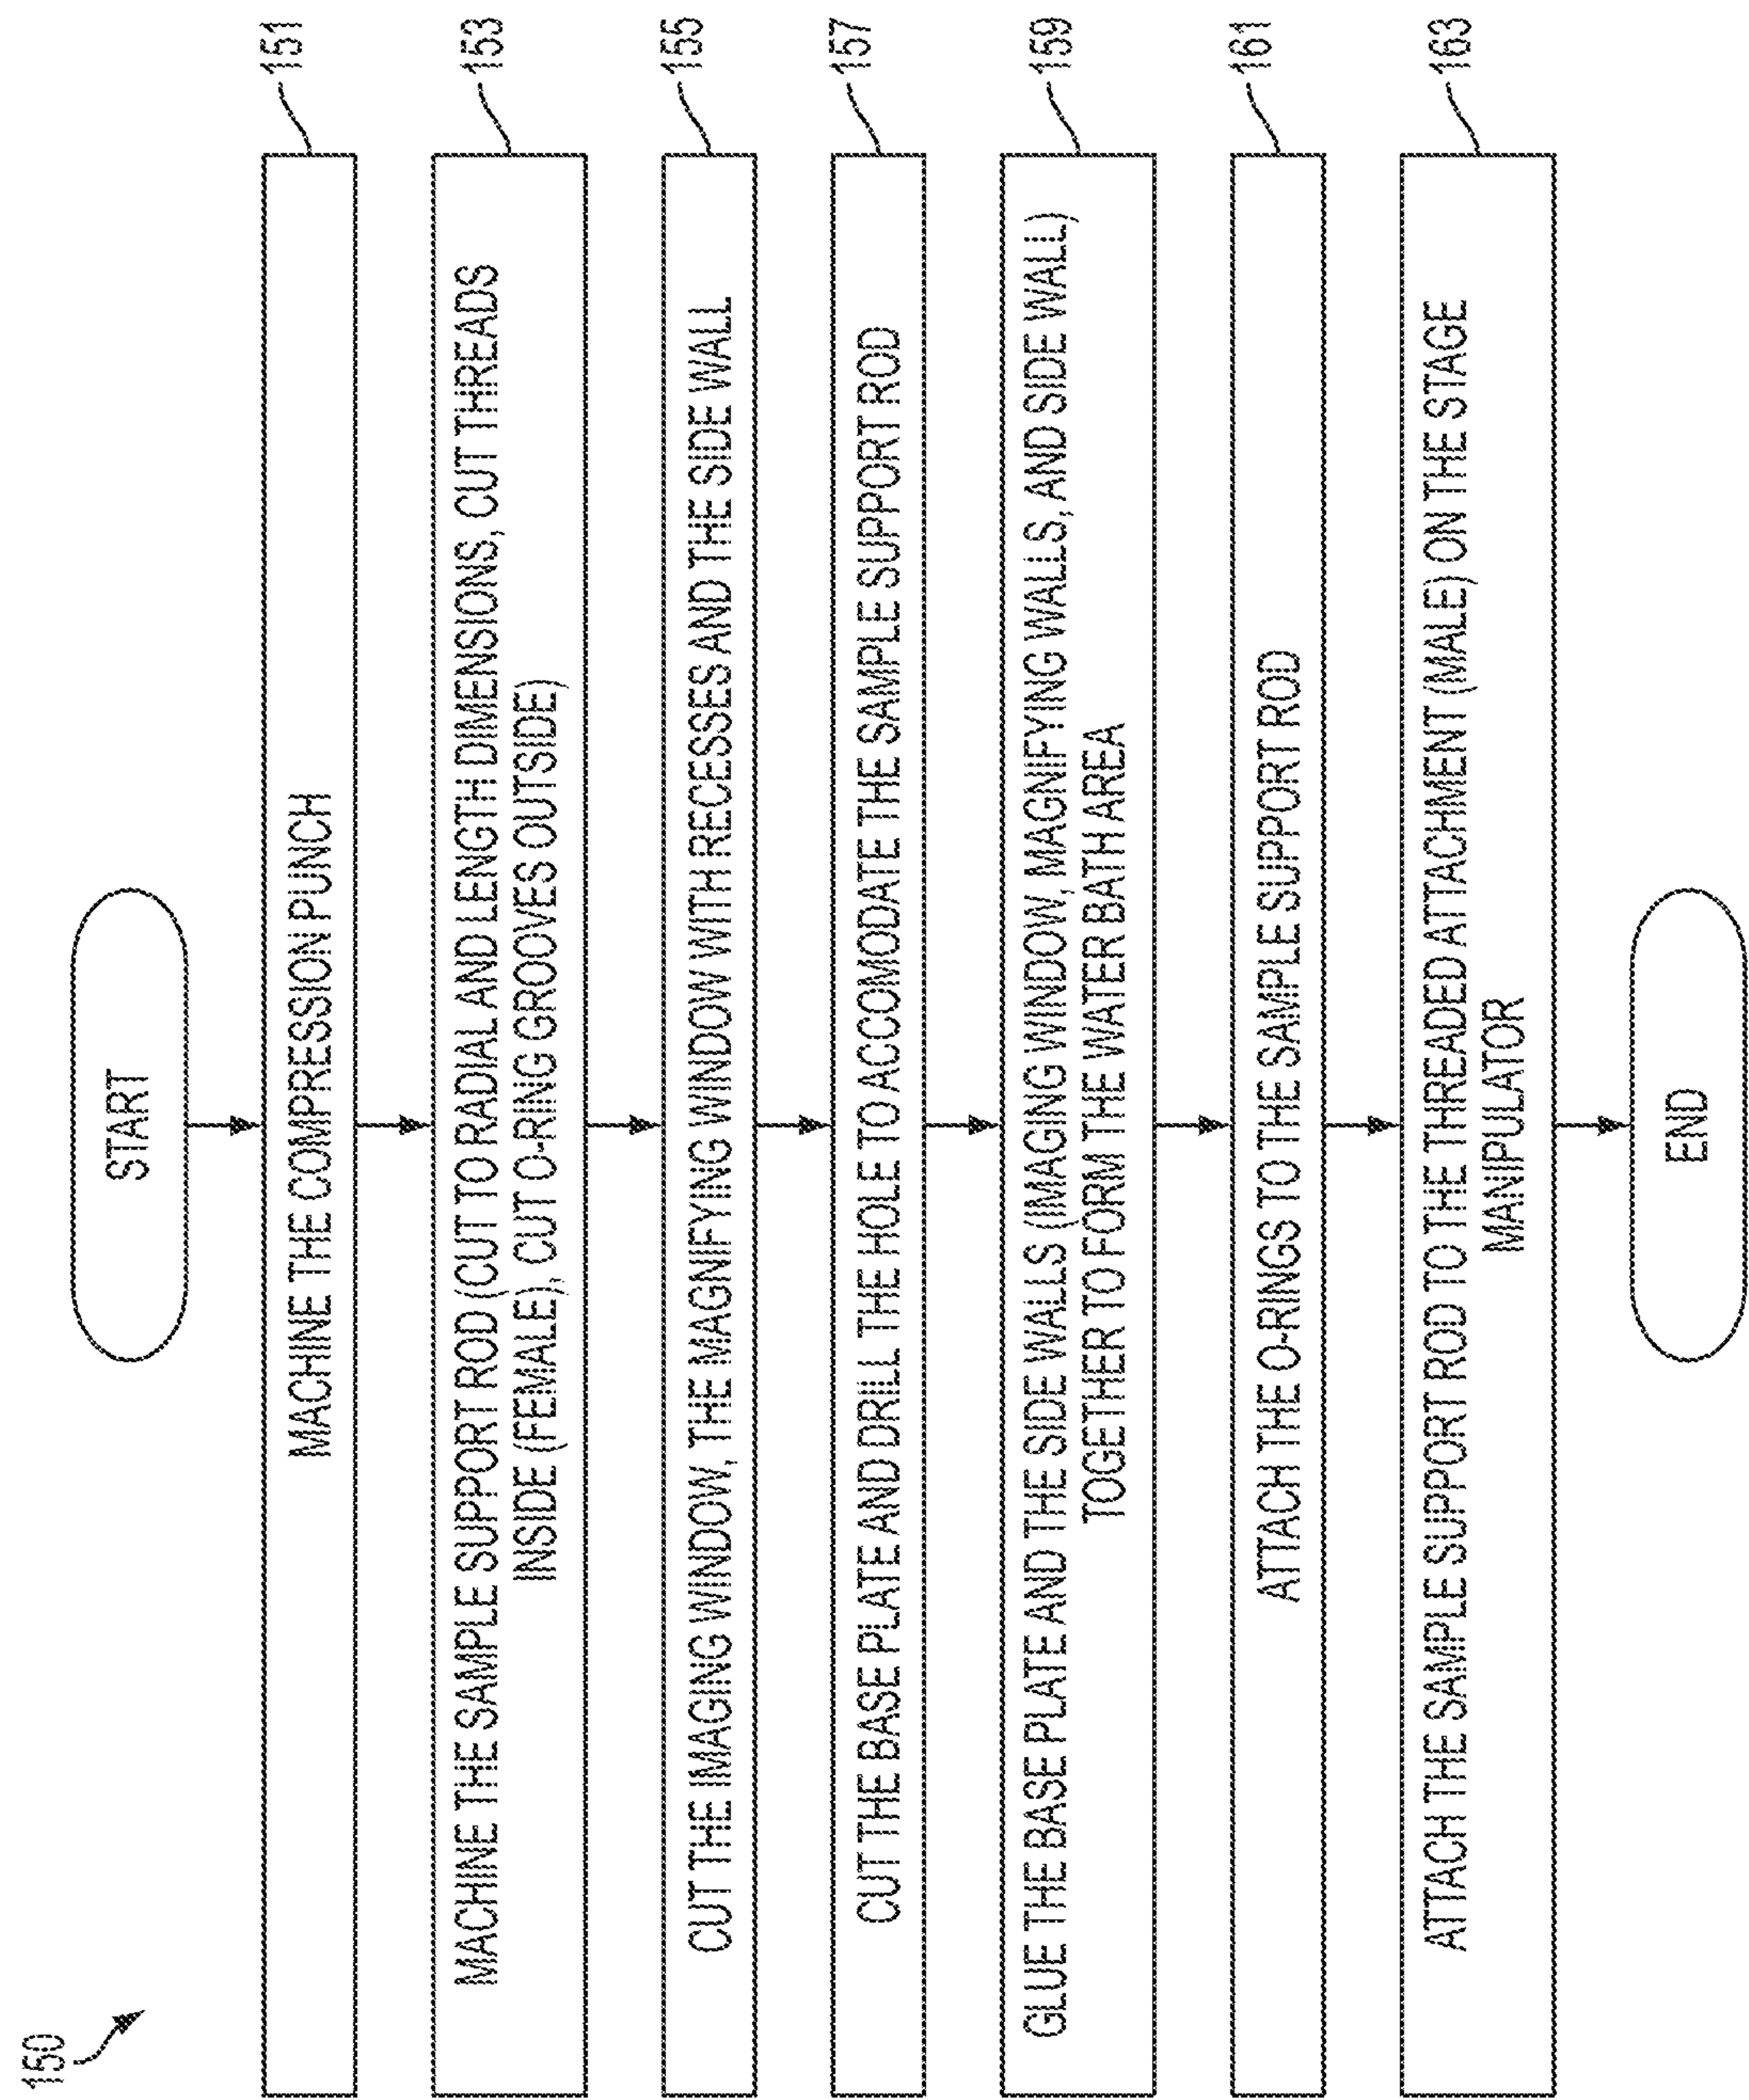 150
START
MACHINE THE COMPRESSION PUNCH
151
MACHINE THE SAMPLE SUPPORT ROD (CUT TO RADIAL AND LENGTH DIMENSIONS, CUT THREADS
INSIDE (FEMALE), CUT O-RING GROOVES OUTSIDE)
153
CUT THE IMAGING WINDOW, THE MAGNIFYING WINDOW WITH RECESSES AND THE SIDE WALL
155
CUT THE BASE PLATE AND DRILL THE HOLE TO ACCOMODATE THE SAMPLE SUPPORT ROD
157
GLUE THE BASE PLATE AND THE SIDE WALLS (IMAGING WINDOW, MAGNIFYING WALLS, AND SIDE WALL)
TOGETHER TO FORM THE WATER BATH AREA
159
ATTACH THE O-RINGS TO THE SAMPLE SUPPORT ROD
161
ATTACH THE SAMPLE SUPPORT ROD TO THE THREADED ATTACHMENT (MALE) ON THE STAGE
MANIPULATOR
163
END